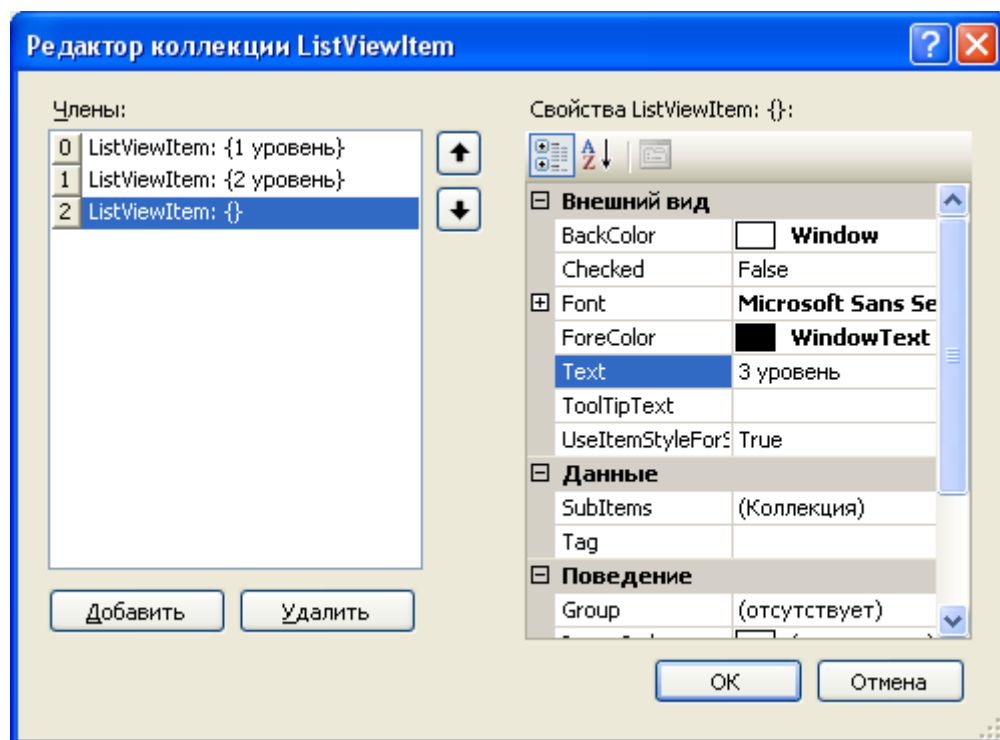 Редактор коллекции ListViewItem
Члены:
0 ListViewItem: {1 уровень}
1 ListViewItem: {2 уровень}
2 ListViewItem: {}
Добавить
Удалить
Свойства ListViewItem: {}:
Внешний вид
BackColor Window
Checked False
Font Microsoft Sans Se
ForeColor WindowText
Text 3 уровень
ToolTipText
UseItemStyleForS True
Данные
SubItems (Коллекция)
Tag
Поведение
Group (отсутствует)
OK
Отмена